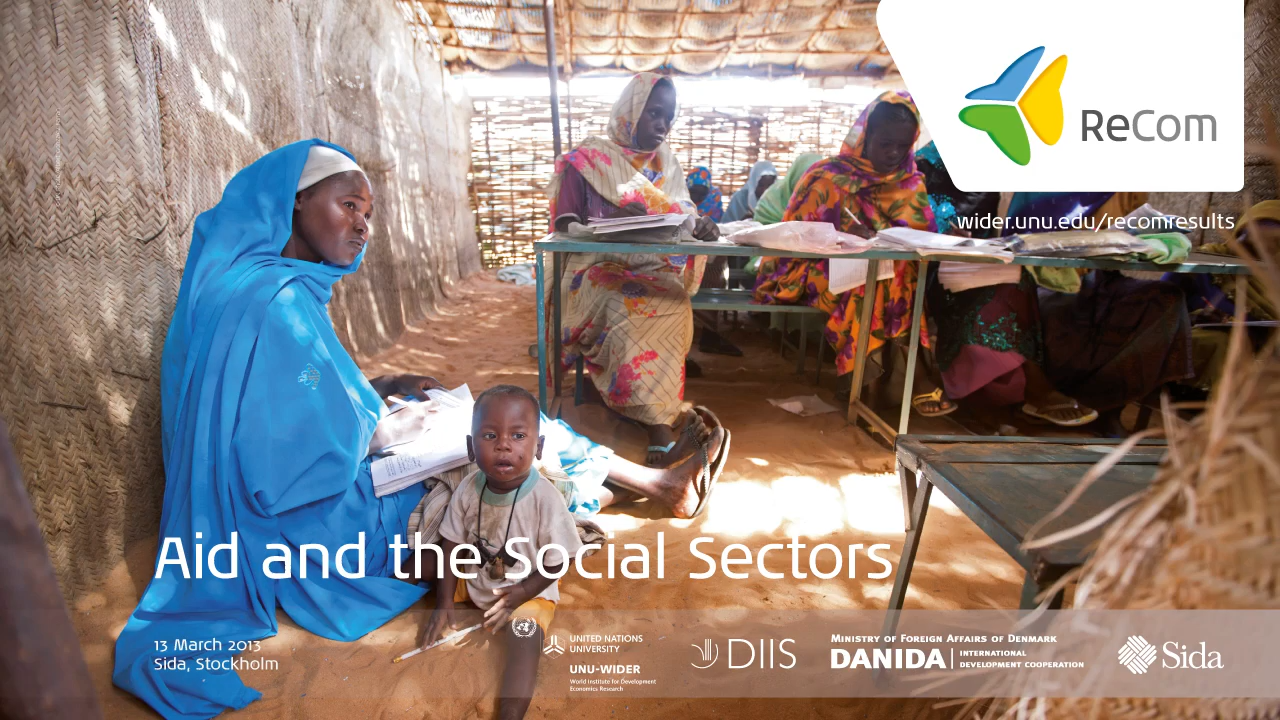 ReCom
wider.unu.edu/recomresults
Aid and the Social Sectors
13 March 2013
Sida, Stockholm
UNITED NATIONS
UNIVERSITY
UNU-WIDER
World Institute for Development
Economics Research
DIIS
MINISTRY OF FOREIGN AFFAIRS OF DENMARK
DANIDA
INTERNATIONAL
DEVELOPMENT COOPERATION
Sida